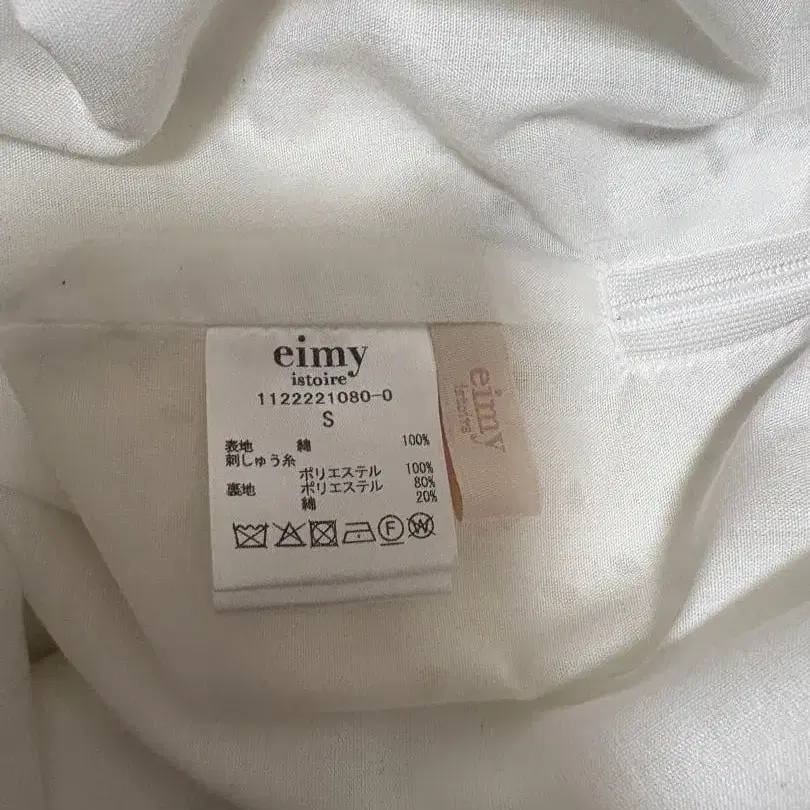 eimy
istoire
1122221080-0
S
表地 綿 100%
刺しゅう糸
ポリエステル 100%
裏地 ポリエステル 80%
綿 20%
F
W
eimy
istoire